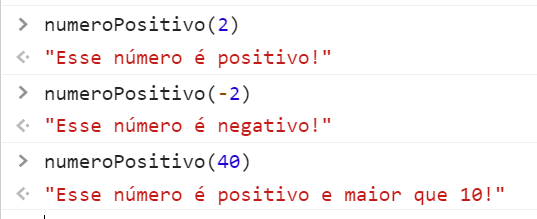 > numeroPositivo(2)
<· "Esse número é positivo!"
> numeroPositivo(-2)
<· "Esse número é negativo!"
> numeroPositivo(40)
<· "Esse número é positivo e maior que 10!"